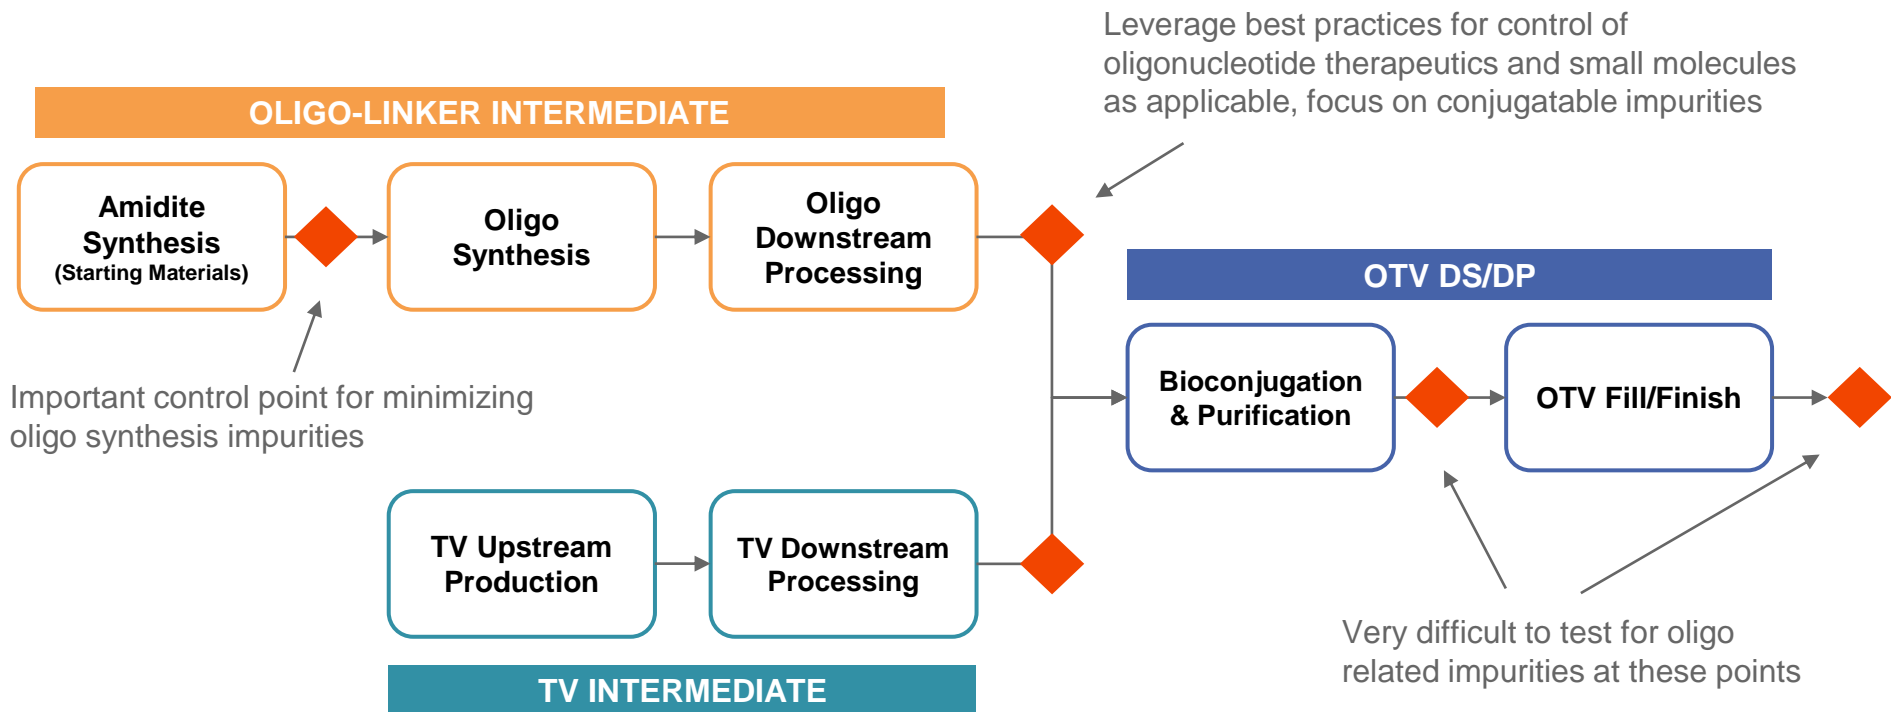 Leverage best practices for control of
oligonucleotide therapeutics and small molecules
as applicable, focus on conjugatable impurities
OLIGO-LINKER INTERMEDIATE
Amidite
Synthesis
(Starting Materials)
Oligo
Synthesis
Oligo
Downstream
Processing
OTV DS/DP
Bioconjugation
& Purification
OTV Fill/Finish
Important control point for minimizing
oligo synthesis impurities
TV Upstream
Production
TV Downstream
Processing
Very difficult to test for oligo
related impurities at these points
TV INTERMEDIATE